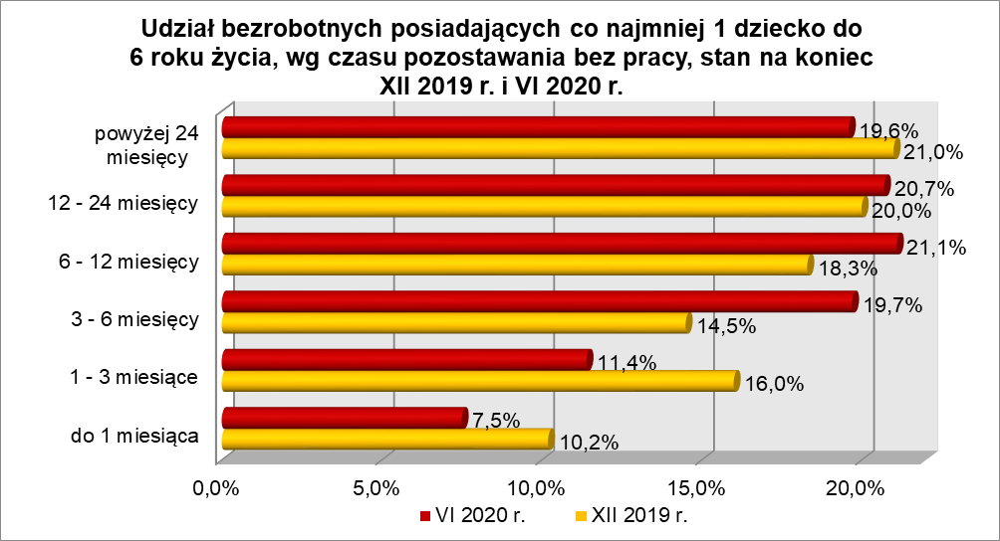 Udział bezrobotnych posiadających co najmniej 1 dziecko do
6 roku życia, wg czasu pozostawania bez pracy, stan na koniec
XII 2019 r. i VI 2020 r.
powyżej 24
miesięcy
19,6%
21,0%
12 - 24 miesięcy
20,7%
20,0%
6 - 12 miesięcy
21,1%
18,3%
3 - 6 miesięcy
19,7%
14,5%
1 - 3 miesiące
11,4%
16,0%
do 1 miesiąca
7,5%
10,2%
0,0% 5,0% 10,0% 15,0% 20,0%
VI 2020 r. XII 2019 r.